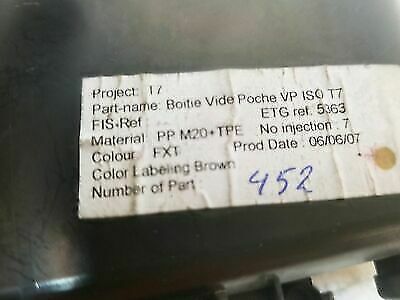 Project: T7
Part-name: Boitie Vide Poche VP ISO T7
FIS-Ref ETG ref. 5363
Material: PP M20+TPE No injection : 7
Colour: FXT Prod Date : 06/06/07
Color Labeling Brown
Number of Part : 452